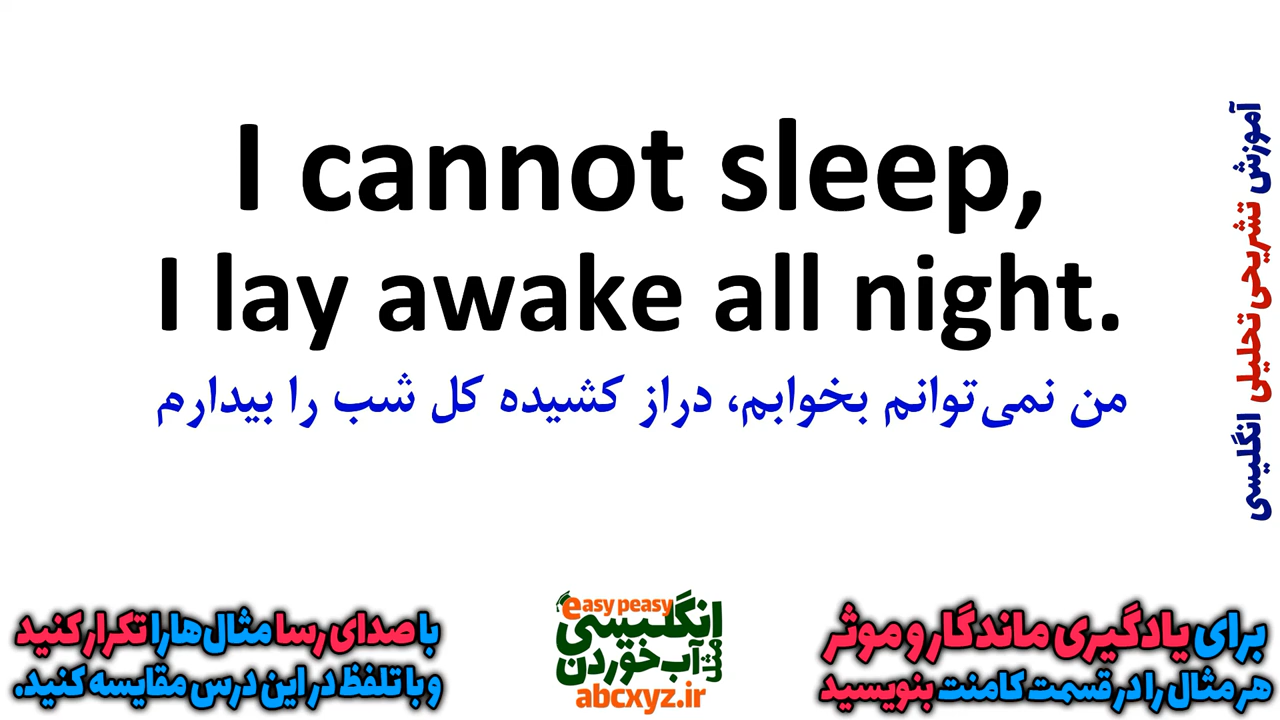 I cannot sleep,
I lay awake all night.
من نمی‌توانم بخوابم، دراز کشیده کل شب را بیدارم
آموزش تشریحی تحلیلی انگلیسی
برای یادگیری ماندگار و موثر
هر مثال را در قسمت کامنت بنویسید
easy peasy
انگلیسی
مثل آب خوردن
abcxyz.ir
با صدای رسا مثال‌ها را تکرار کنید
و با تلفظ در این درس مقایسه کنید.